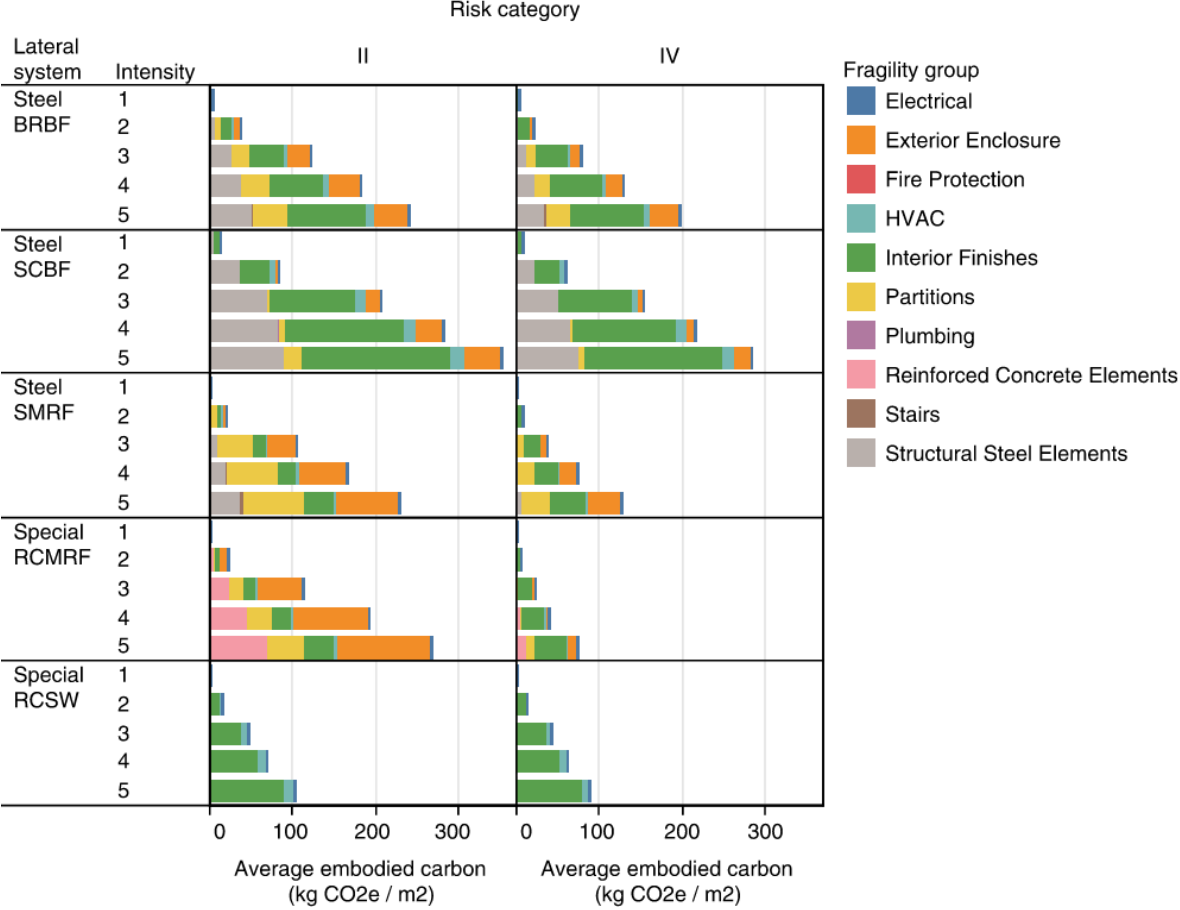 Risk category
Lateral
system
Intensity
II
IV
Steel
BRBF
1
2
3
4
5
Steel
SCBF
1
2
3
4
5
Steel
SMRF
1
2
3
4
5
Special
RCMRF
1
2
3
4
5
Special
RCSW
1
2
3
4
5
0 100 200 300
0 100 200 300
Average embodied carbon
(kg CO2e / m2)
Average embodied carbon
(kg CO2e / m2)
Fragility group
Electrical
Exterior Enclosure
Fire Protection
HVAC
Interior Finishes
Partitions
Plumbing
Reinforced Concrete Elements
Stairs
Structural Steel Elements